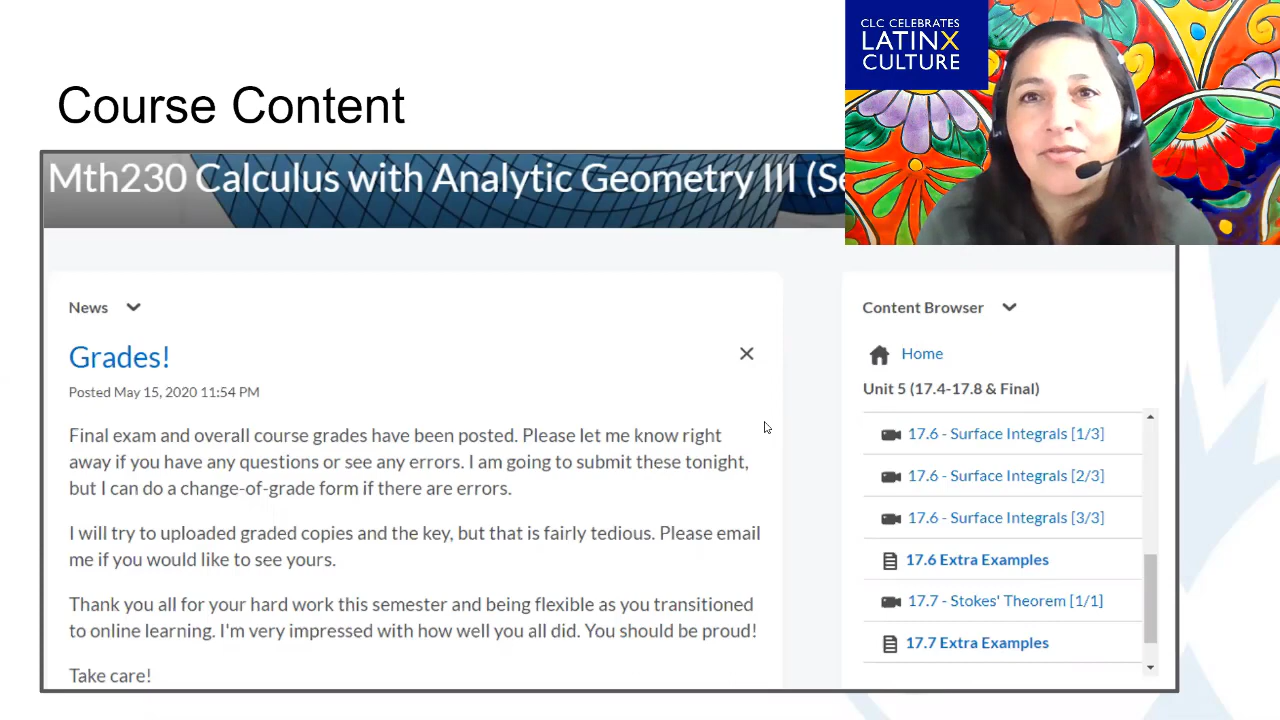 CLC CELEBRATES
LATINX
CULTURE
Course Content
Mth230 Calculus with Analytic Geometry III (Se
News
Grades!
Posted May 15, 2020 11:54 PM
Final exam and overall course grades have been posted. Please let me know right
away if you have any questions or see any errors. I am going to submit these tonight,
but I can do a change-of-grade form if there are errors.
I will try to uploaded graded copies and the key, but that is fairly tedious. Please email
me if you would like to see yours.
Thank you all for your hard work this semester and being flexible as you transitioned
to online learning. I'm very impressed with how well you all did. You should be proud!
Take care!
Content Browser
Home
Unit 5 (17.4-17.8 & Final)
17.6 - Surface Integrals [1/3]
17.6 - Surface Integrals [2/3]
17.6 - Surface Integrals [3/3]
17.6 Extra Examples
17.7 - Stokes' Theorem [1/1]
17.7 Extra Examples